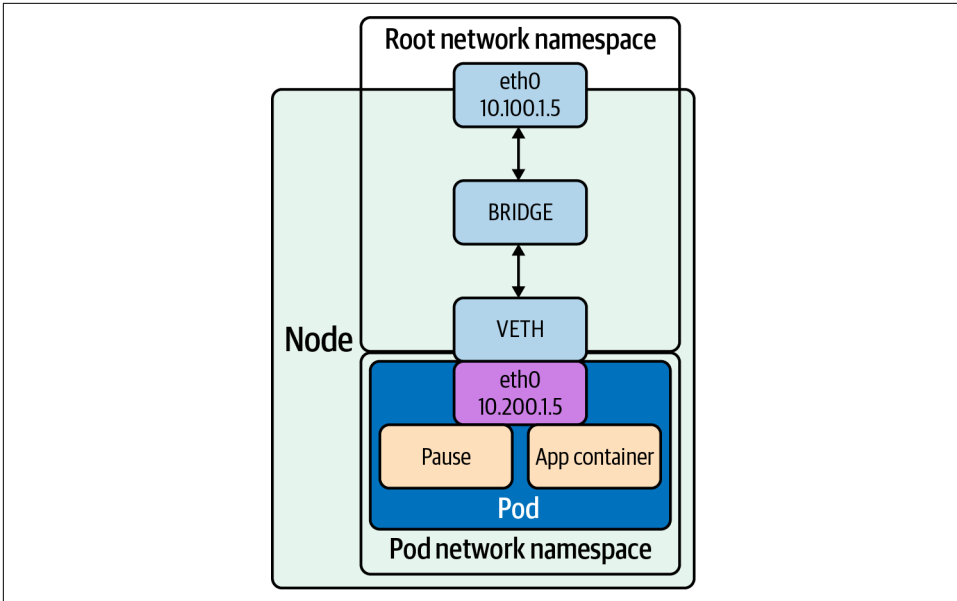 Root network namespace
eth0
10.100.1.5
BRIDGE
VETH
Node
eth0
10.200.1.5
Pause
App container
Pod
Pod network namespace